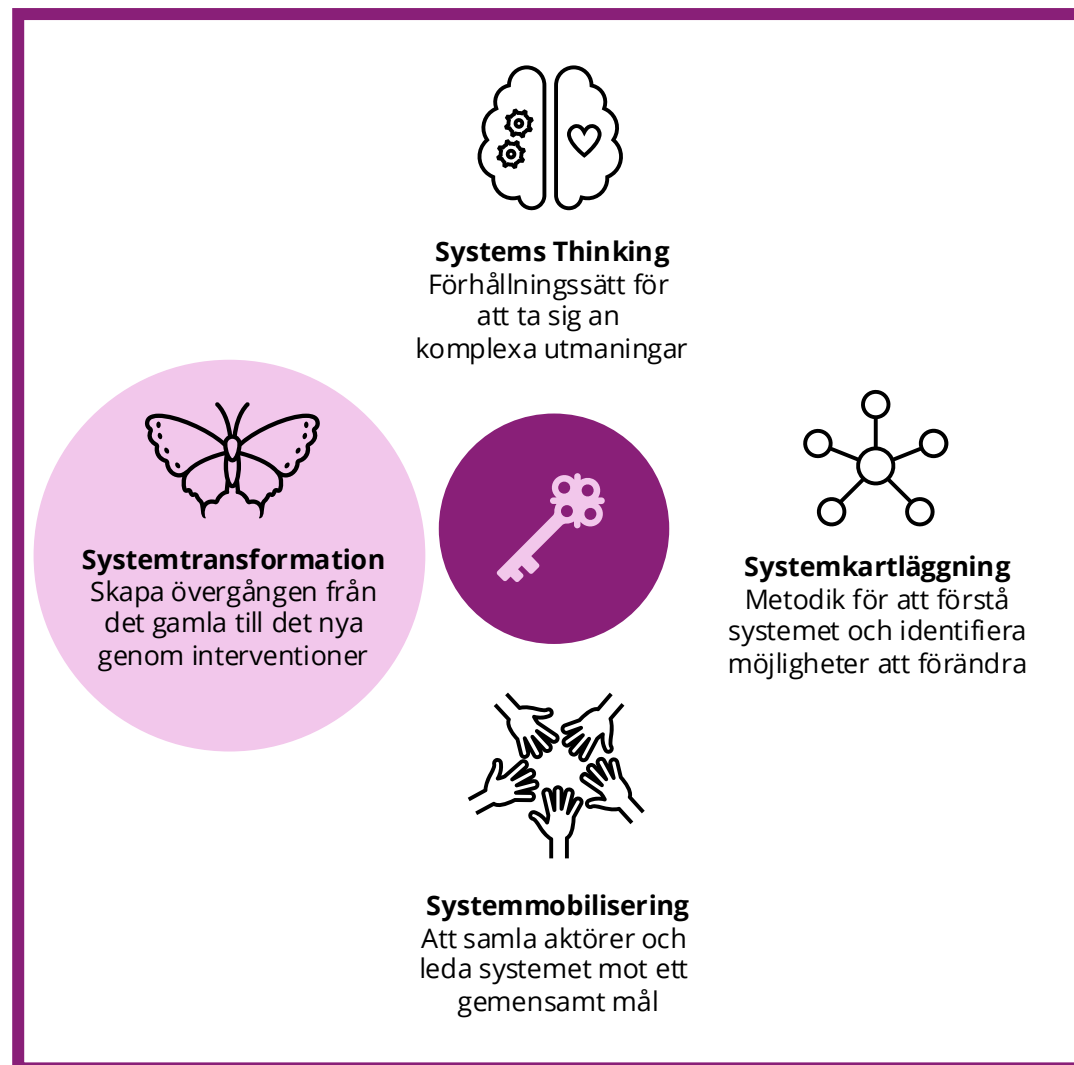 Systems Thinking
Förhållningssätt för
att ta sig an
komplexa utmaningar
Systemtransformation
Skapa övergången från
det gamla till det nya
genom interventioner
Systemkartläggning
Metodik för att förstå
systemet och identifiera
möjligheter att förändra
Systemmobilisering
Att samla aktörer och
leda systemet mot ett
gemensamt mål